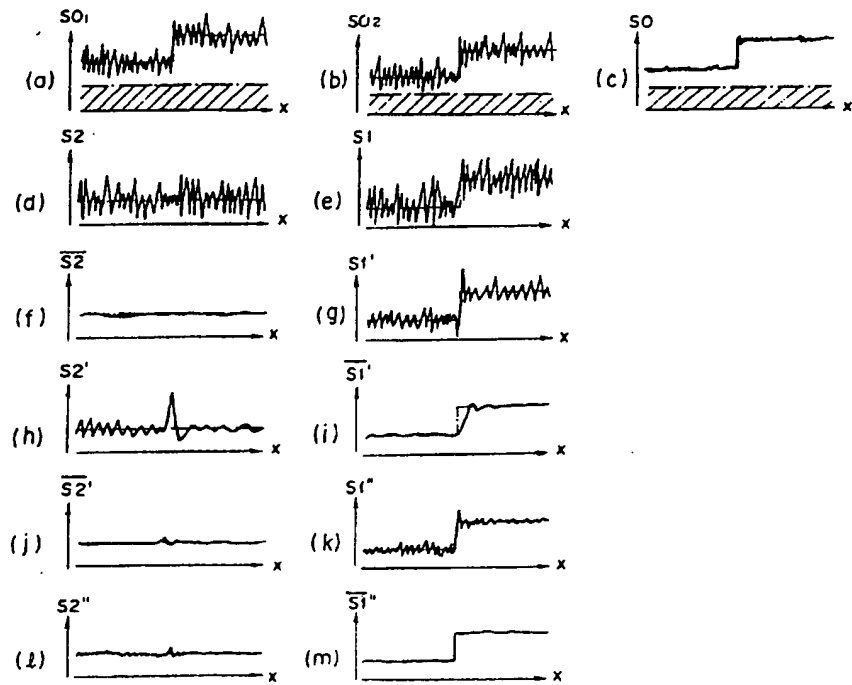 SO1 SO2 SO
(a) x (b) x (c) x
S2 S1
(d) x (e) x
S2 S1'
(f) x (g) x
S2' S1'
(h) x (i) x
S2' S1"
(j) x (k) x
S2" S1"
(l) x (m) x